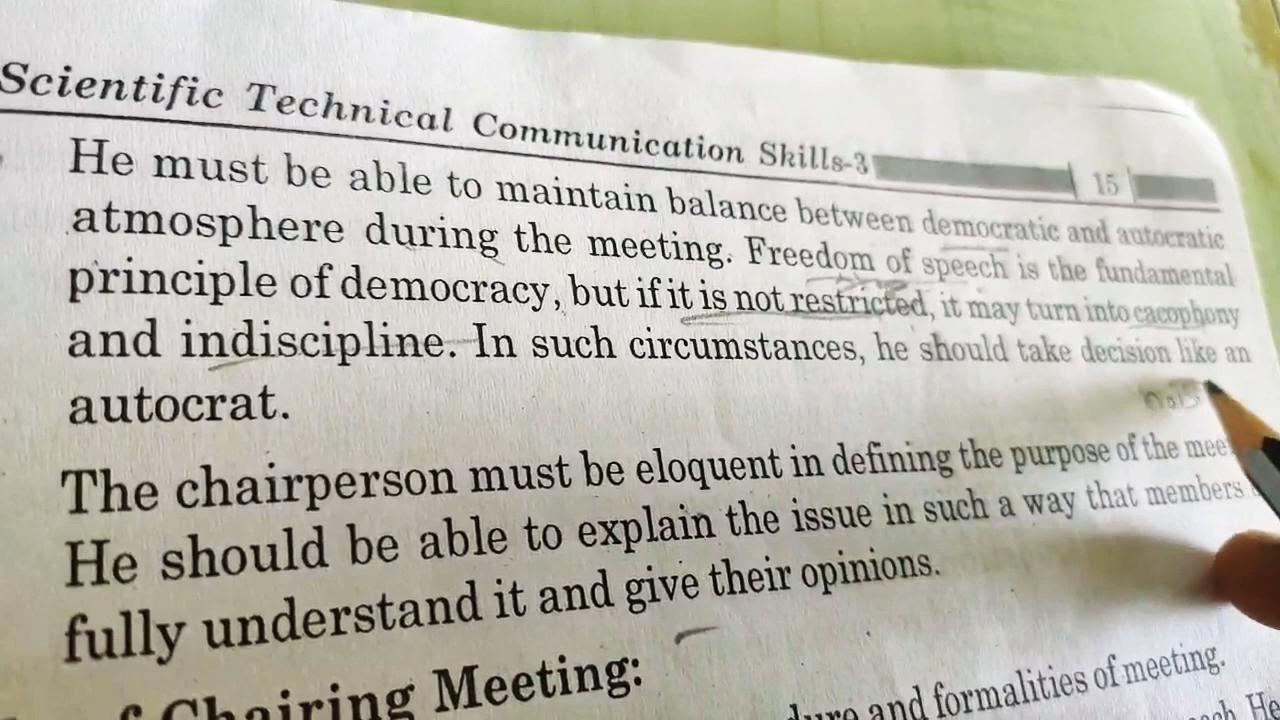 Scientific Technical Communication Skills-3 15
He must be able to maintain balance between democratic and autocratic
atmosphere during the meeting. Freedom of speech is the fundamental
principle of democracy, but if it is not restricted, it may turn into cacophony
and indiscipline. In such circumstances, he should take decision like an
autocrat.
The chairperson must be eloquent in defining the purpose of the
He should be able to explain the issue in such a way that members
fully understand it and give their opinions.
Chairing Meeting:
and formalities of meeting.
He